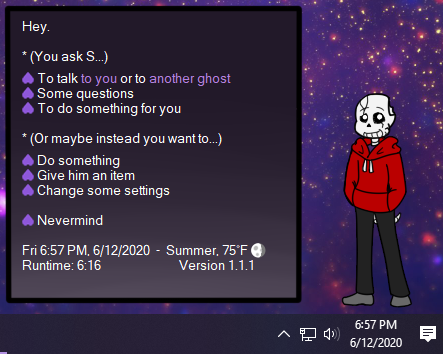 Hey.
* (You ask S...)
To talk to you or to another ghost
Some questions
To do something for you
* (Or maybe instead you want to...)
Do something
Give him an item
Change some settings
Nevermind
Fri 6:57 PM, 6/12/2020 - Summer, 75°F
Runtime: 6:16 Version 1.1.1
6:57 PM
6/12/2020